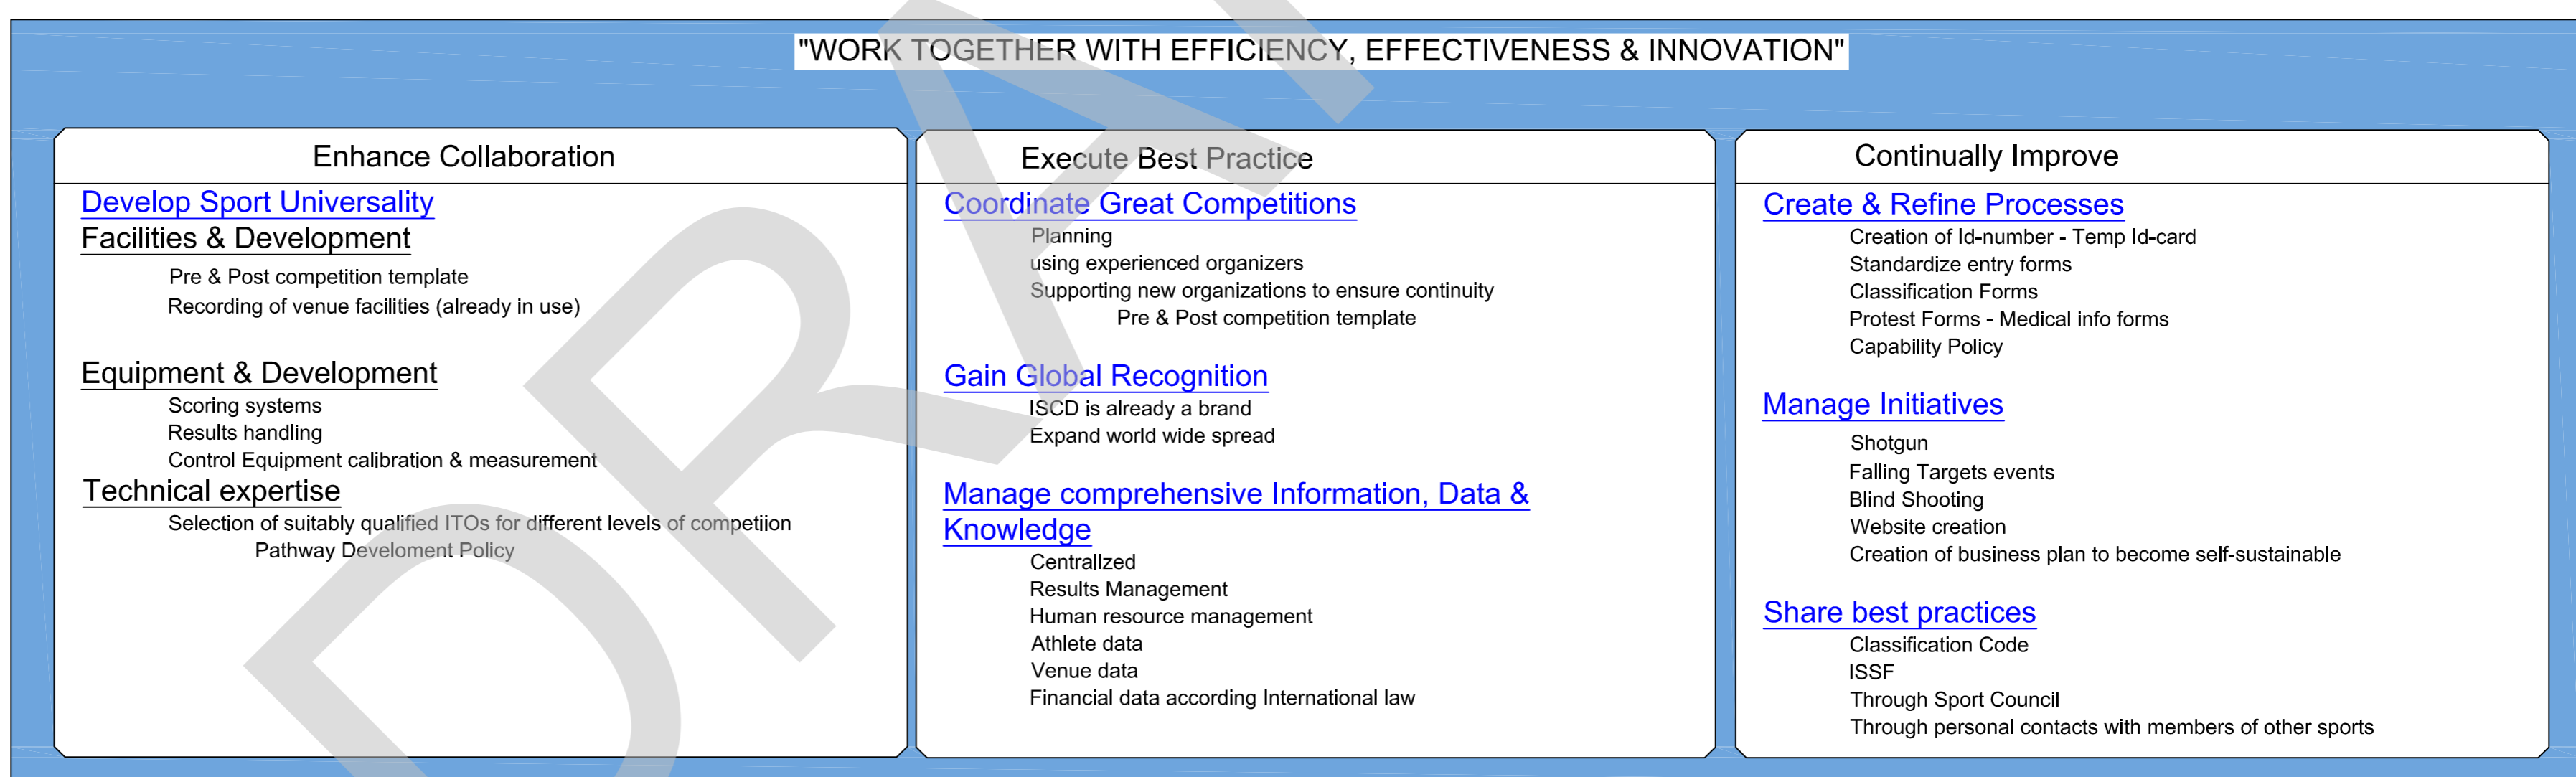 "WORK TOGETHER WITH EFFICIENCY, EFFECTIVENESS & INNOVATION"
Enhance Collaboration
Develop Sport Universality
Facilities & Development
Pre & Post competition template
Recording of venue facilities (already in use)
Equipment & Development
Scoring systems
Results handling
Control Equipment calibration & measurement
Technical expertise
Selection of suitably qualified ITOs for different levels of competiion
Pathway Develoment Policy
Execute Best Practice
Coordinate Great Competitions
Planning
using experienced organizers
Supporting new organizations to ensure continuity
Pre & Post competition template
Gain Global Recognition
ISCD is already a brand
Expand world wide spread
Manage comprehensive Information, Data &
Knowledge
Centralized
Results Management
Human resource management
Athlete data
Venue data
Financial data according International law
Continually Improve
Create & Refine Processes
Creation of Id-number - Temp Id-card
Standardize entry forms
Classification Forms
Protest Forms - Medical info forms
Capability Policy
Manage Initiatives
Shotgun
Falling Targets events
Blind Shooting
Website creation
Creation of business plan to become self-sustainable
Share best practices
Classification Code
ISSF
Through Sport Council
Through personal contacts with members of other sports